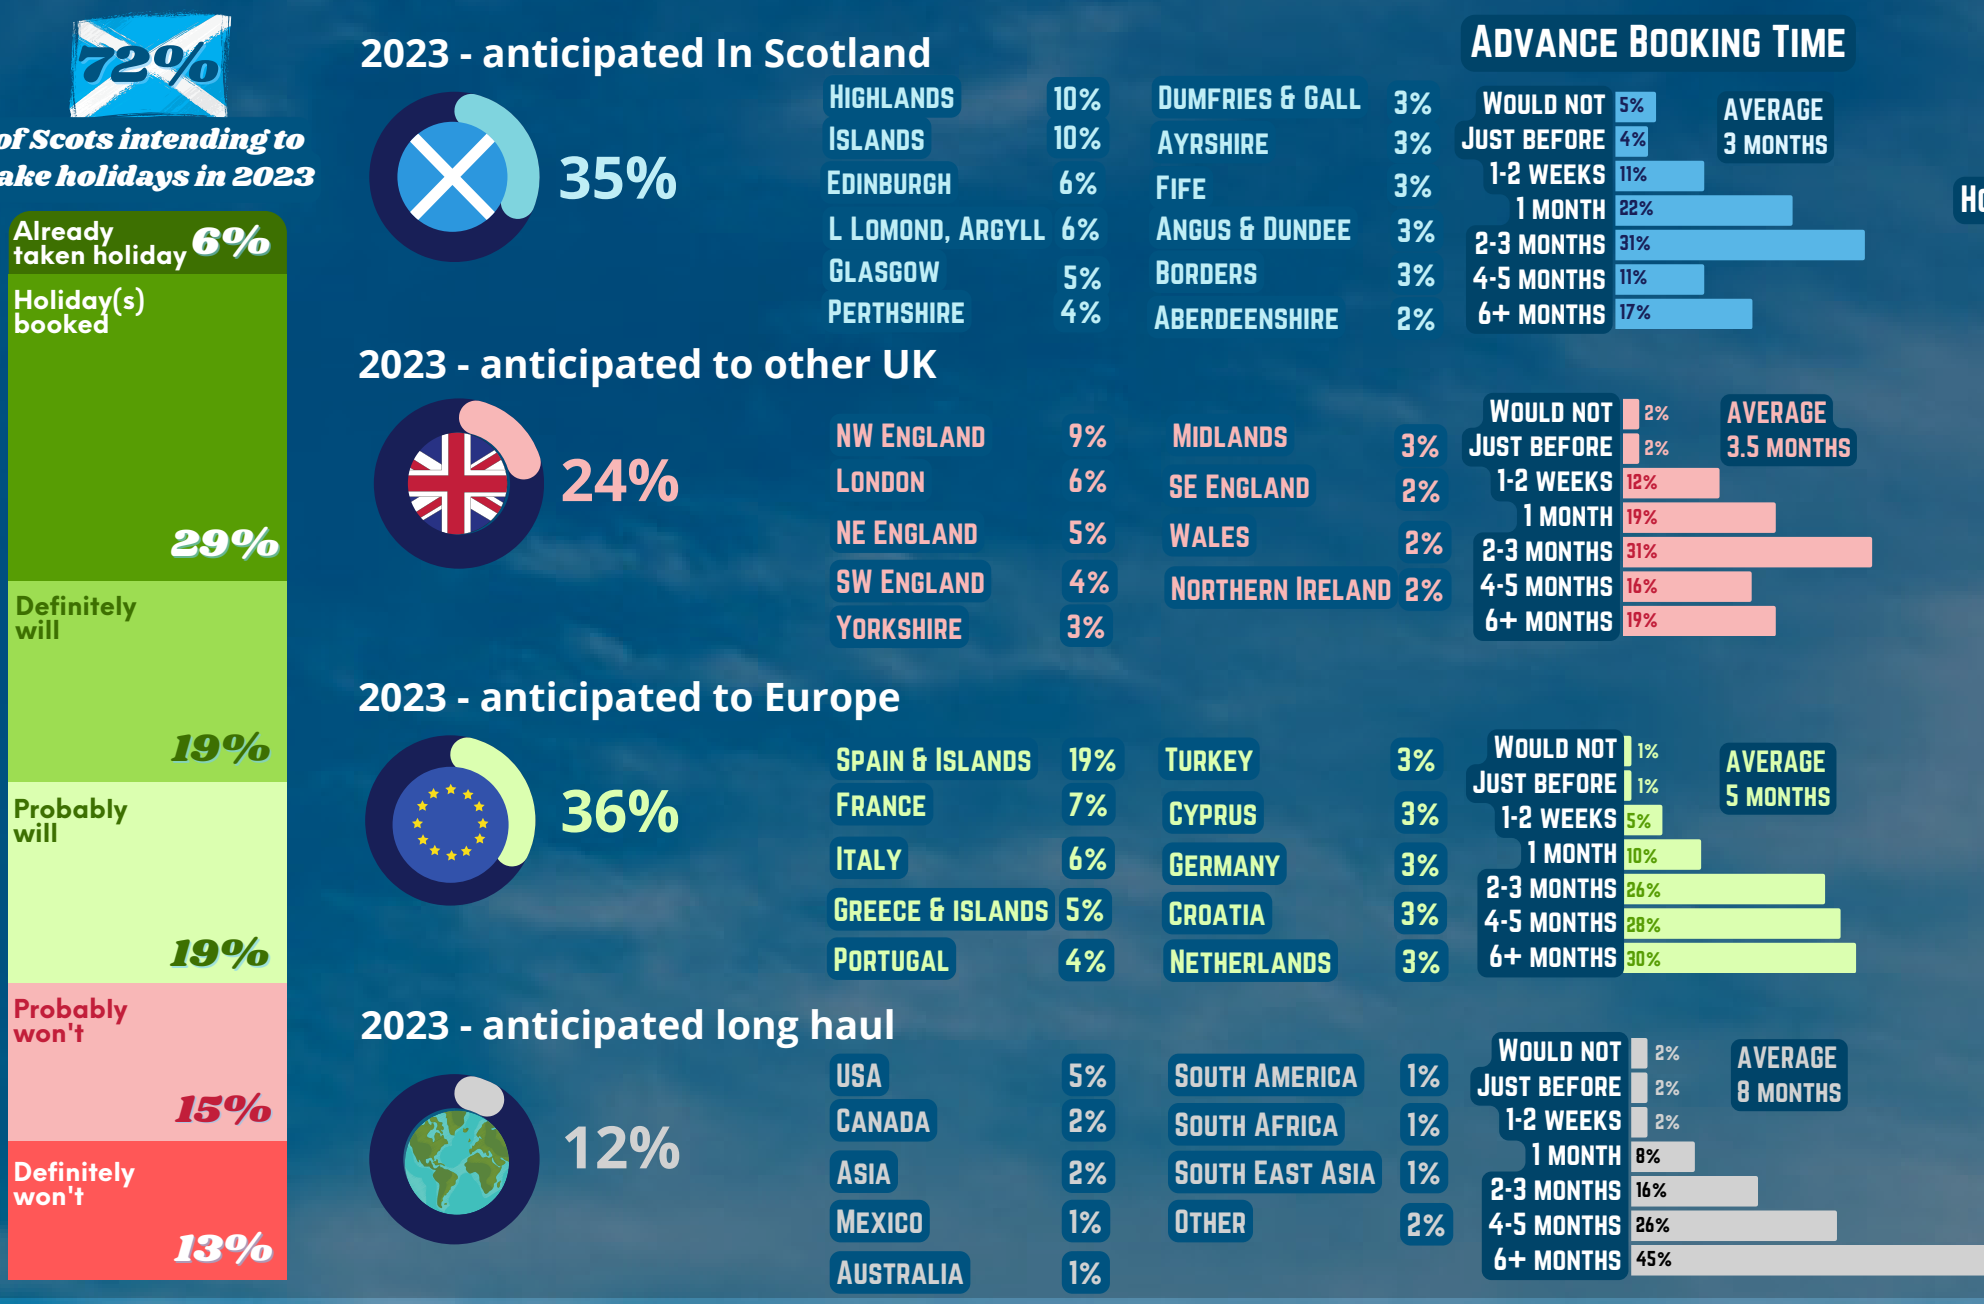 72%
of Scots intending to
ake holidays in 2023
Already
taken holiday 6%
Holiday(s)
booked
29%
Definitely
will
19%
Probably
will
19%
Probably
won't
15%
Definitely
won't
13%
2023 - anticipated In Scotland
35%
HIGHLANDS 10%
ISLANDS 10%
EDINBURGH 6%
L LOMOND, ARGYLL 6%
GLASGOW 5%
PERTHSHIRE 4%
DUMFRIES & GALL 3%
AYRSHIRE 3%
FIFE 3%
ANGUS & DUNDEE 3%
BORDERS 3%
ABERDEENSHIRE 2%
ADVANCE BOOKING TIME
WOULD NOT 5%
JUST BEFORE 4%
1-2 WEEKS 11%
1 MONTH 22%
2-3 MONTHS 31%
4-5 MONTHS 11%
6+ MONTHS 17%
AVERAGE
3 MONTHS
HO
2023 - anticipated to other UK
24%
NW ENGLAND 9%
LONDON 6%
NE ENGLAND 5%
SW ENGLAND 4%
YORKSHIRE 3%
MIDLANDS 3%
SE ENGLAND 2%
WALES 2%
NORTHERN IRELAND 2%
WOULD NOT 2%
JUST BEFORE 2%
1-2 WEEKS 12%
1 MONTH 19%
2-3 MONTHS 31%
4-5 MONTHS 16%
6+ MONTHS 19%
AVERAGE
3.5 MONTHS
2023 - anticipated to Europe
36%
SPAIN & ISLANDS 19%
FRANCE 7%
ITALY 6%
GREECE & ISLANDS 5%
PORTUGAL 4%
TURKEY 3%
CYPRUS 3%
GERMANY 3%
CROATIA 3%
NETHERLANDS 3%
WOULD NOT 1%
JUST BEFORE 1%
1-2 WEEKS 5%
1 MONTH 10%
2-3 MONTHS 26%
4-5 MONTHS 28%
6+ MONTHS 30%
AVERAGE
5 MONTHS
2023 - anticipated long haul
12%
USA 5%
CANADA 2%
ASIA 2%
MEXICO 1%
AUSTRALIA 1%
SOUTH AMERICA 1%
SOUTH AFRICA 1%
SOUTH EAST ASIA 1%
OTHER 2%
WOULD NOT 2%
JUST BEFORE 2%
1-2 WEEKS 2%
1 MONTH 8%
2-3 MONTHS 16%
4-5 MONTHS 26%
6+ MONTHS 45%
AVERAGE
8 MONTHS